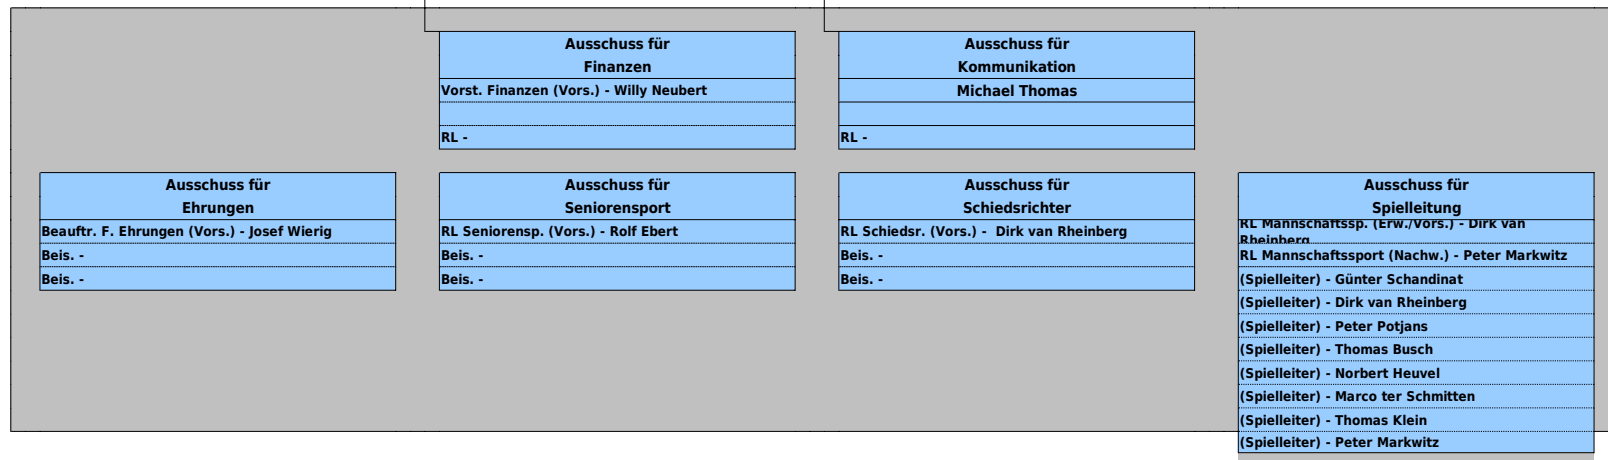 Ausschuss für
Finanzen
Vorst. Finanzen (Vors.) - Willy Neubert
RL -
Ausschuss für
Kommunikation
Michael Thomas
RL -
Ausschuss für
Ehrungen
Beauftr. F. Ehrungen (Vors.) - Josef Wierig
Beis. -
Beis. -
Ausschuss für
Seniorensport
RL Seniorensp. (Vors.) - Rolf Ebert
Beis. -
Beis. -
Ausschuss für
Schiedsrichter
RL Schiedsr. (Vors.) - Dirk van Rheinberg
Beis. -
Beis. -
Ausschuss für
Spielleitung
RL Mannschaftssp. (Erw./Vors.) - Dirk van
Rheinberg
RL Mannschaftssport (Nachw.) - Peter Markwitz
(Spielleiter) - Günter Schandinat
(Spielleiter) - Dirk van Rheinberg
(Spielleiter) - Peter Potjans
(Spielleiter) - Thomas Busch
(Spielleiter) - Norbert Heuvel
(Spielleiter) - Marco ter Schmitten
(Spielleiter) - Thomas Klein
(Spielleiter) - Peter Markwitz